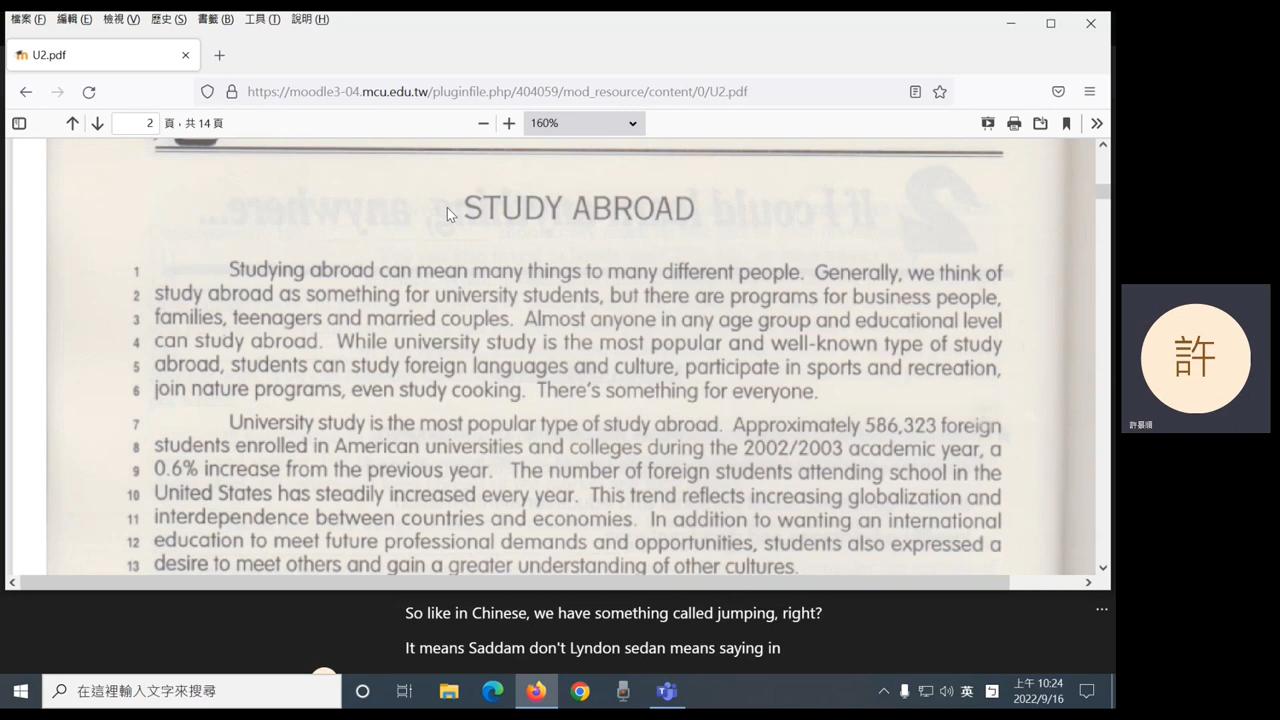 檔案 (F) 編輯 (E) 檢視 (V) 歷史 (S) 書籤 (B) 工具 (T) 說明 (H)
U2.pdf
https://moodle3-04.mcu.edu.tw/pluginfile.php/404059/mod_resource/content/0/U2.pdf
2 頁，共 14 頁
160%
2 If I could learn anything, anywhere...
STUDY ABROAD
1 Studying abroad can mean many things to many different people. Generally, we think of
2 study abroad as something for university students, but there are programs for business people,
3 families, teenagers and married couples. Almost anyone in any age group and educational level
4 can study abroad. While university study is the most popular and well-known type of study
5 abroad, students can study foreign languages and culture, participate in sports and recreation,
6 join nature programs, even study cooking. There's something for everyone.
7 University study is the most popular type of study abroad. Approximately 586,323 foreign
8 students enrolled in American universities and colleges during the 2002/2003 academic year, a
9 0.6% increase from the previous year. The number of foreign students attending school in the
10 United States has steadily increased every year. This trend reflects increasing globalization and
11 interdependence between countries and economies. In addition to wanting an international
12 education to meet future professional demands and opportunities, students also expressed a
13 desire to meet others and gain a greater understanding of other cultures.
許
許景順
So like in Chinese, we have something called jumping, right?
It means Saddam don't Lyndon sedan means saying in
在這裡輸入文字來搜尋
英
上午 10:24
2022/9/16